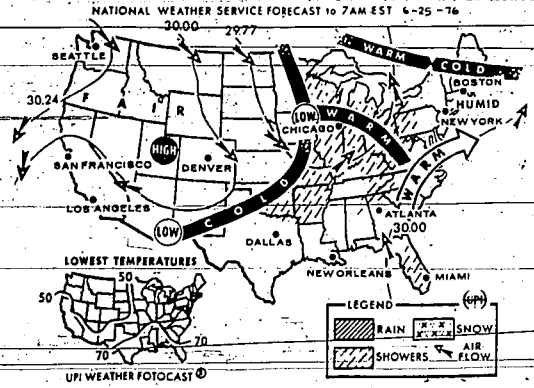 NATIONAL WEATHER SERVICE FORECAST to 7AM EST 6-25-76
30.00
29.77
SEATTLE
WARM
COLD
BOSTON
HUMID
30.24
F A I R
LOW
WARM
NEW YORK
CHICAGO
HIGH
SAN FRANCISCO
DENVER
WARM
COLD
LOS ANGELES
ATLANTA
LOW
30.00
DALLAS
LOWEST TEMPERATURES
NEW ORLEANS
MIAMI
50
50
LEGEND
UPI
RAIN
SNOW
70
70
SHOWERS
AIR FLOW
UPI WEATHER FOTOCAST